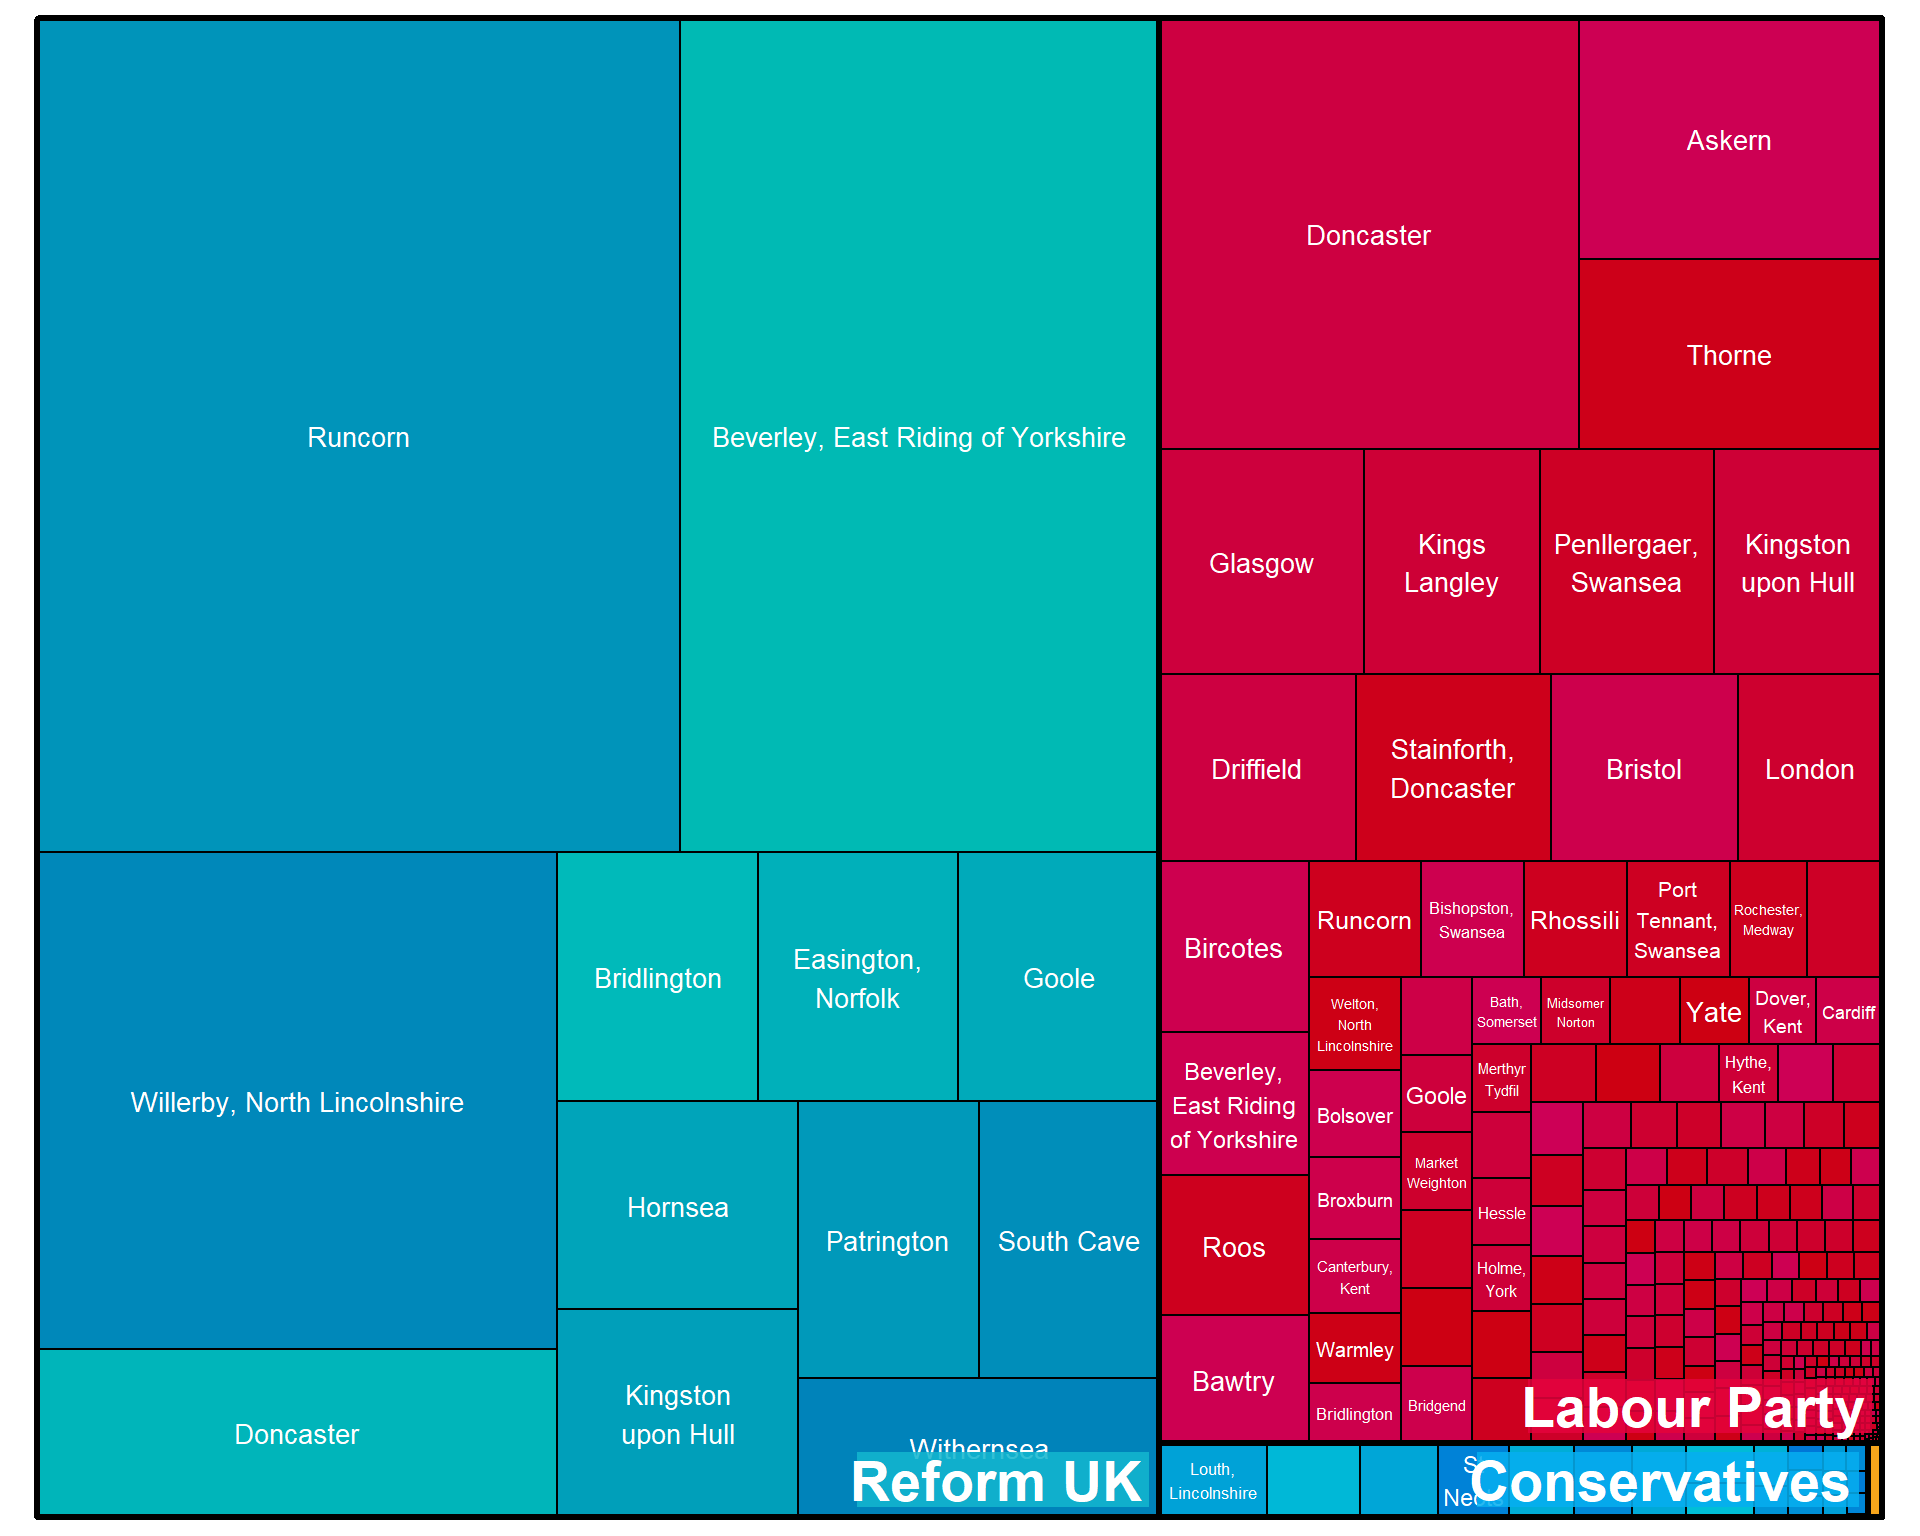 Runcorn
Beverley, East Riding of Yorkshire
Willerby, North Lincolnshire
Doncaster
Bridlington
Easington,
Norfolk
Goole
Hornsea
Patrington
South Cave
Kingston
upon Hull
Withernsea
Reform UK
Doncaster
Askern
Thorne
Glasgow
Kings
Langley
Penllergaer,
Swansea
Kingston
upon Hull
Driffield
Stainforth,
Doncaster
Bristol
London
Bircotes
Beverley,
East Riding
of Yorkshire
Roos
Bawtry
Runcorn
Bishopston,
Swansea
Rhossili
Port
Tennant,
Swansea
Rochester,
Medway
Welton,
North
Lincolnshire
Bolsover
Broxburn
Canterbury,
Kent
Warmley
Bridlington
Goole
Market
Weighton
Bridgend
Bath,
Somerset
Midsomer
Norton
Yate
Dover,
Kent
Cardiff
Merthyr
Tydfil
Hythe,
Kent
Hessle
Holme,
York
Labour Party
Louth,
Lincolnshire
Conservatives